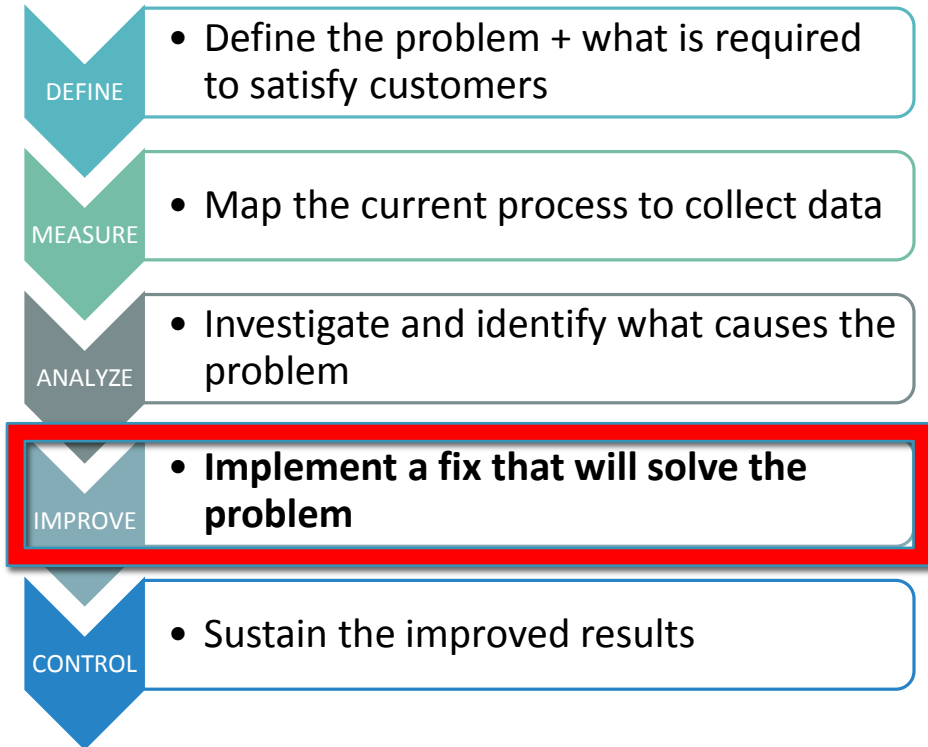 DEFINE
• Define the problem + what is required
to satisfy customers
MEASURE
• Map the current process to collect data
ANALYZE
• Investigate and identify what causes the
problem
IMPROVE
• Implement a fix that will solve the
problem
CONTROL
• Sustain the improved results